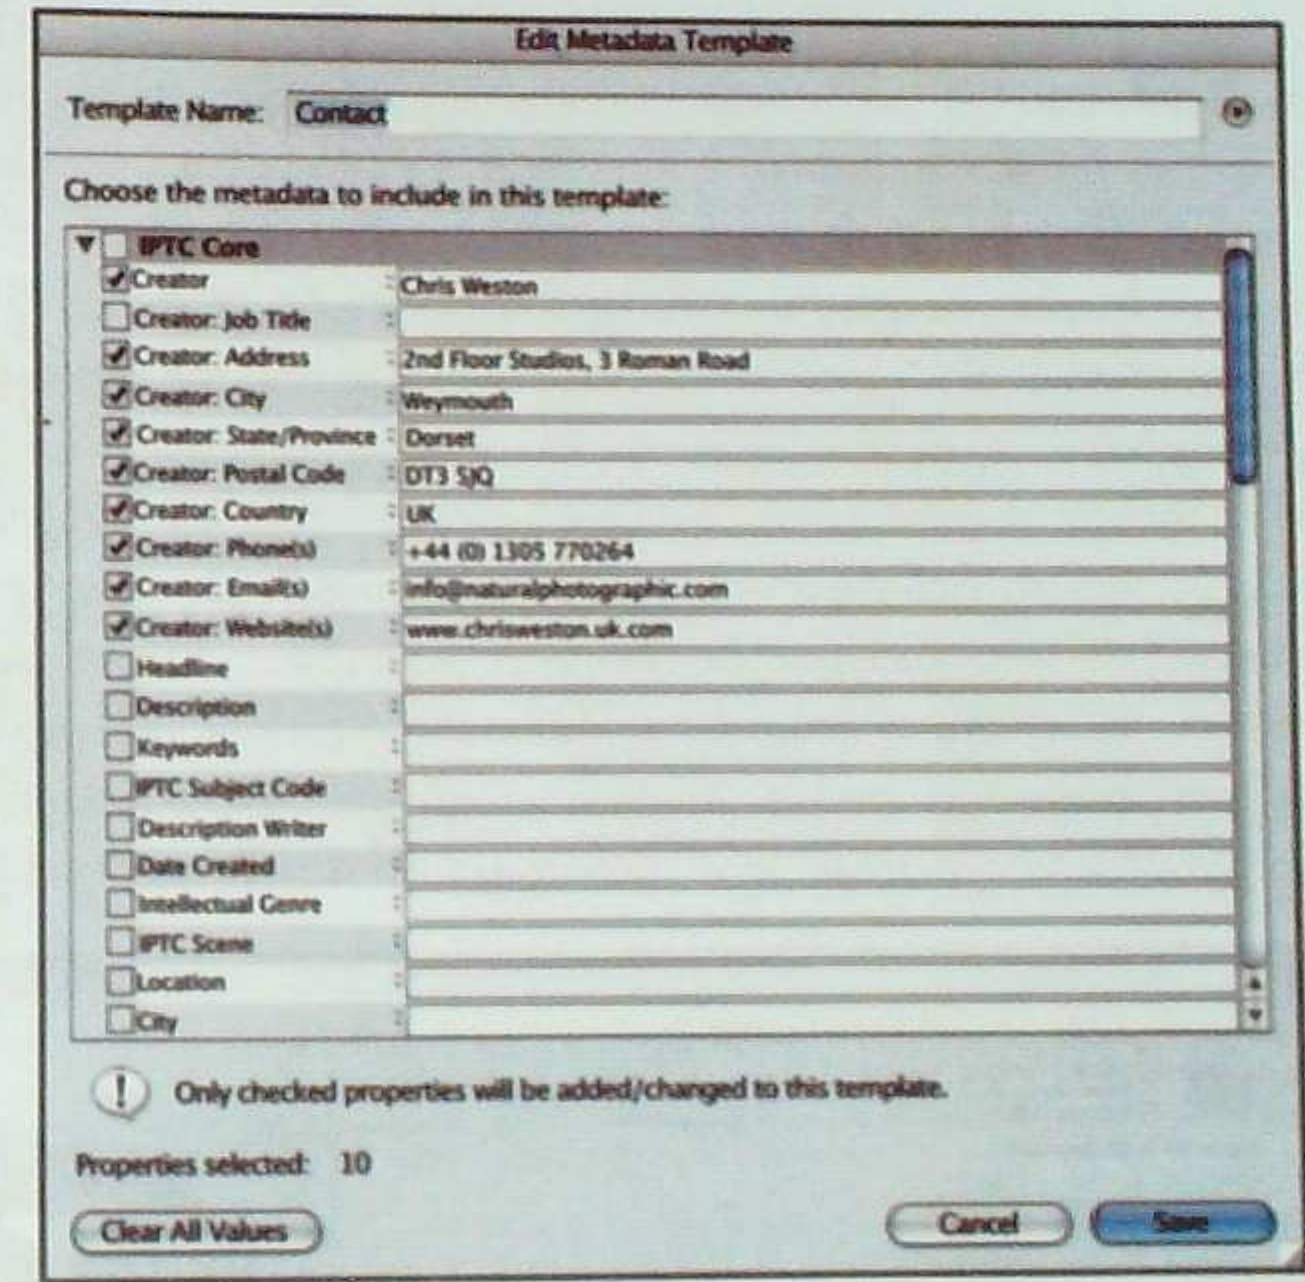 Edit Metadata Template
Template Name: Contact
Choose the metadata to include in this template:
IPTC Core
Creator Chris Weston
Creator: Job Title
Creator: Address 2nd Floor Studios, 3 Roman Road
Creator: City Weymouth
Creator: State/Province Dorset
Creator: Postal Code DT3 5JQ
Creator: Country UK
Creator: Phone(s) +44 (0) 1305 770264
Creator: Email(s) info@naturalphotographic.com
Creator: Website(s) www.chrisweston.uk.com
Headline
Description
Keywords
IPTC Subject Code
Description Writer
Date Created
Intellectual Genre
IPTC Scene
Location
City
! Only checked properties will be added/changed to this template.
Properties selected: 10
Clear All Values Cancel Save